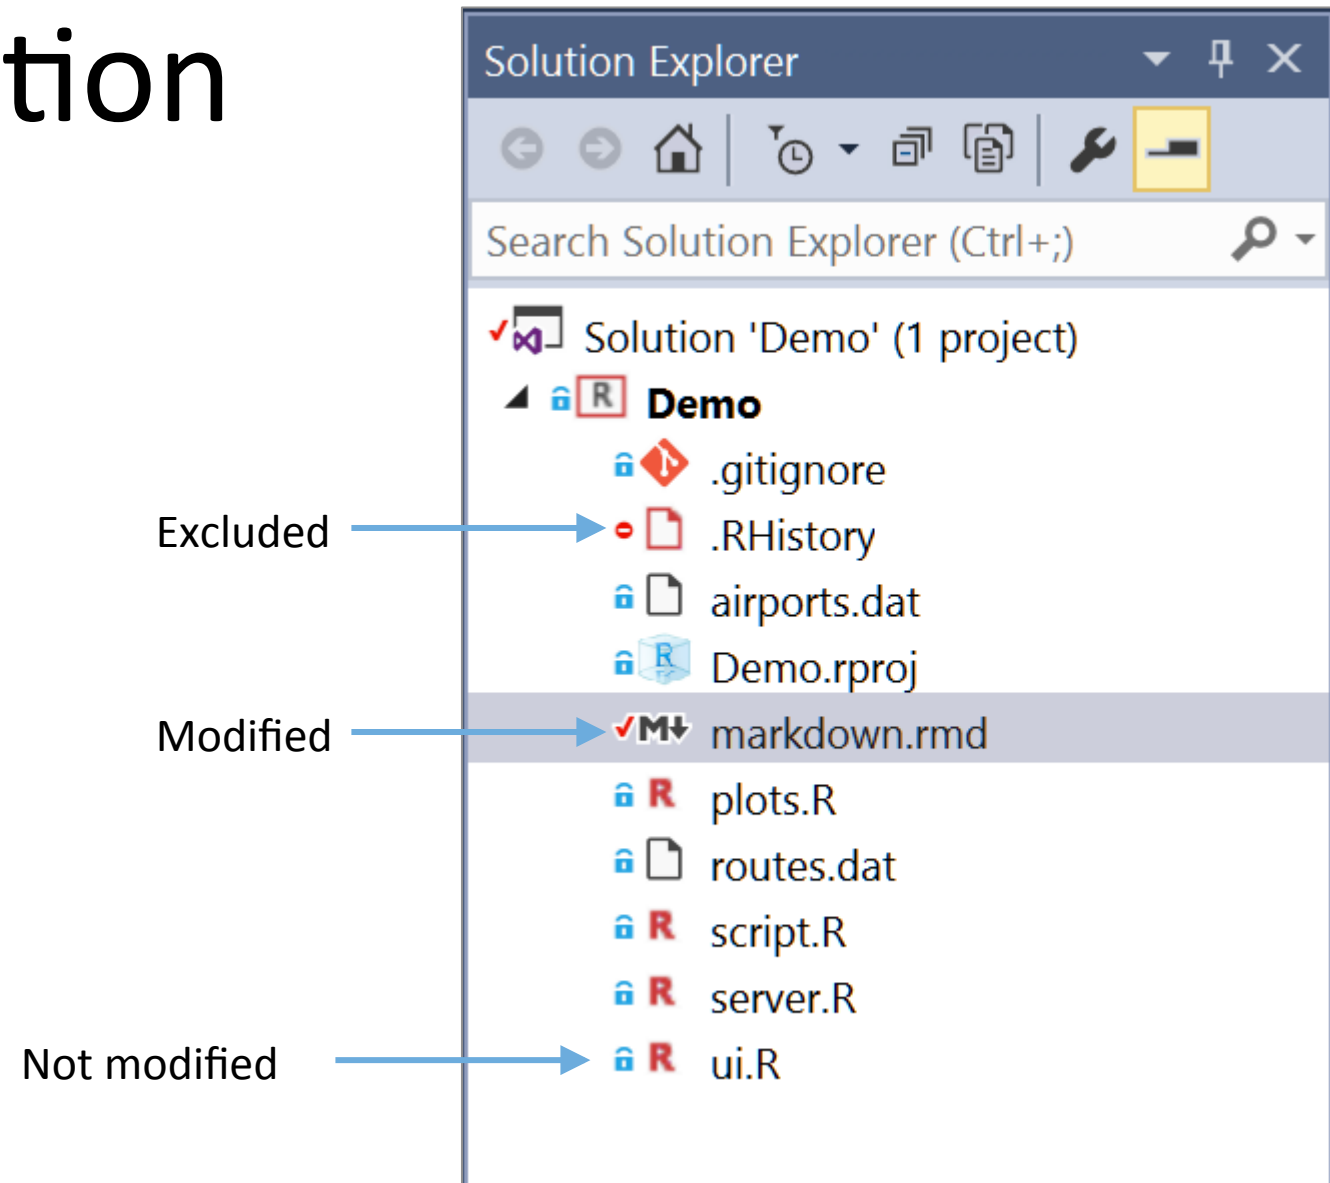 tion
Solution Explorer
Search Solution Explorer (Ctrl+;)
Solution 'Demo' (1 project)
R Demo
.gitignore
Excluded
.RHistory
airports.dat
R Demo.rproj
Modified
M markdown.rmd
R plots.R
routes.dat
R script.R
R server.R
Not modified
R ui.R